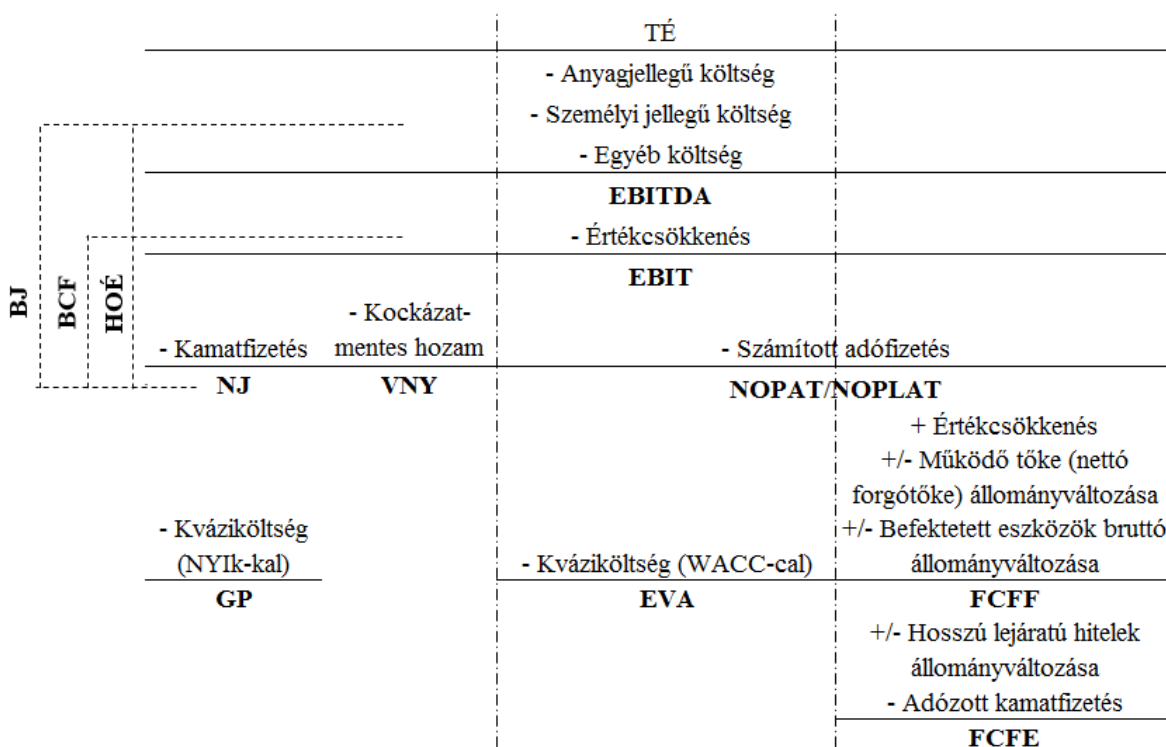 TÉ
- Anyagjellegű költség
- Személyi jellegű költség
- Egyéb költség
EBITDA
- Értékcsökkenés
EBIT
BJ
BCF
HOÉ
- Kamatfizetés
- Kockázat-
mentes hozam
- Számított adófizetés
NJ
VNY
NOPAT/NOPLAT
+ Értékcsökkenés
+/- Működő tőke (nettó
forgótőke) állományváltozása
- Kváziköltség
(NYIk-kal)
- Kváziköltség (WACC-cal)
+/- Befektetett eszközök bruttó
állományváltozása
GP
EVA
FCFF
+/- Hosszú lejáratú hitelek
állományváltozása
- Adózott kamatfizetés
FCFE